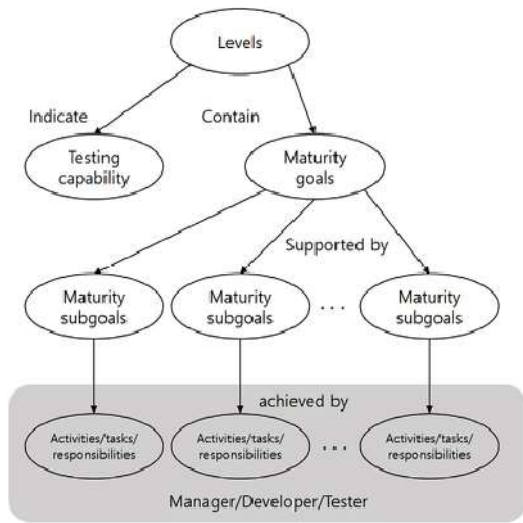 Levels
Indicate
Contain
Testing
capability
Maturity
goals
Supported by
Maturity
subgoals
Maturity
subgoals
...
Maturity
subgoals
achieved by
Activities/tasks/
responsibilities
Activities/tasks/
responsibilities
...
Activities/tasks/
responsibilities
Manager/Developer/Tester